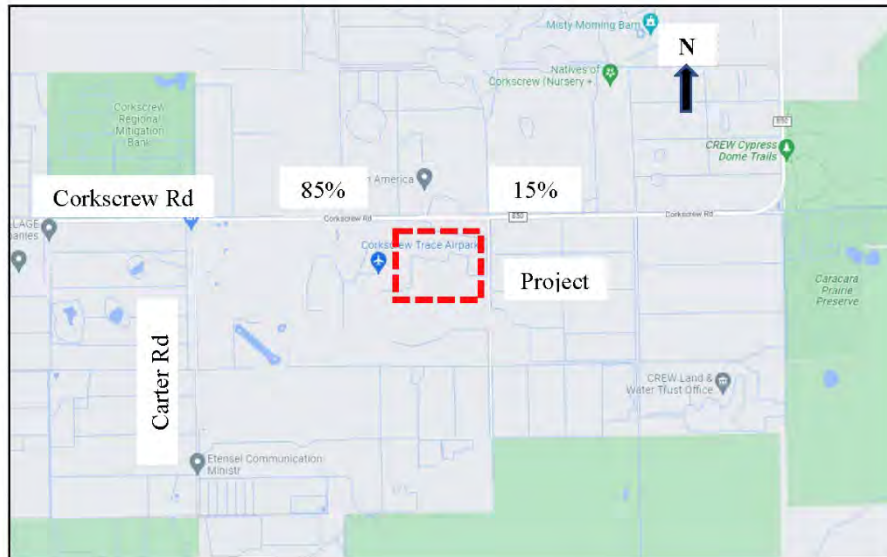 Misty Morning Barn
N
Natives of
Corkscrew (Nursery +
Corkscrew
Regional
Mitigation
Bank
850
CREW Cypress
Dome Trails
Corkscrew Rd
85%
America
15%
LAGE
panies
Corkscrew Rd
850
Corkscrew Rd
Corkscrew Trace Airpark
Project
Caracara
Prairie
Preserve
Carter Rd
CREW Land &
Water Trust Office
Etensel Communication
Ministr